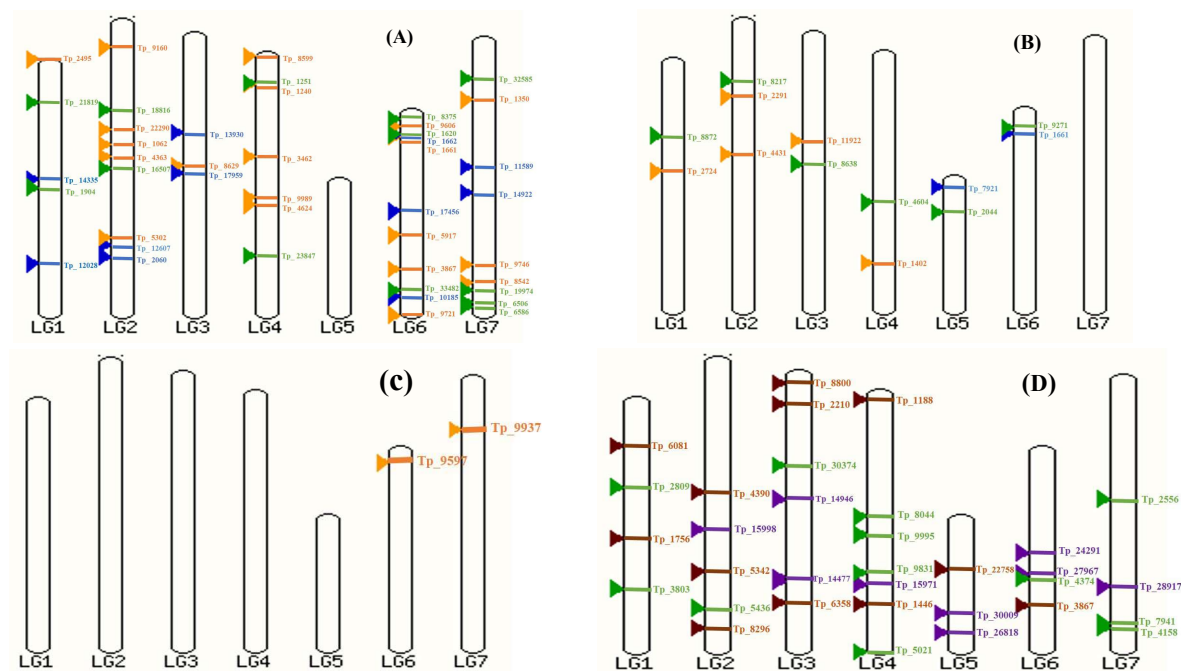 (A)
Tp_2495
Tp_21819
Tp_14335
Tp_1904
Tp_12028
LG1
Tp_9160
Tp_18816
Tp_22290
Tp_1062
Tp_4363
Tp_16507
Tp_5302
Tp_12607
Tp_2060
LG2
Tp_13930
Tp_8629
Tp_17959
LG3
Tp_8599
Tp_1251
Tp_1240
Tp_3462
Tp_9989
Tp_4624
Tp_23847
LG4
LG5
Tp_8375
Tp_9606
Tp_1620
Tp_1662
Tp_1661
Tp_17456
Tp_5917
Tp_3867
Tp_33482
Tp_10185
Tp_9721
LG6
Tp_32585
Tp_1350
Tp_11589
Tp_14922
Tp_9746
Tp_8542
Tp_19974
Tp_6506
Tp_6586
LG7
(B)
Tp_8872
Tp_2724
LG1
Tp_8217
Tp_2291
Tp_4431
LG2
Tp_11922
Tp_8638
LG3
Tp_4604
Tp_1402
LG4
Tp_7921
Tp_2044
LG5
Tp_9271
Tp_1661
LG6
LG7
(c)
LG1
LG2
LG3
LG4
LG5
Tp_9597
LG6
Tp_9937
LG7
(D)
Tp_6081
Tp_2809
Tp_1756
Tp_3803
LG1
Tp_4390
Tp_15998
Tp_5342
Tp_5436
Tp_8296
LG2
Tp_8800
Tp_2210
Tp_30374
Tp_14946
Tp_14477
Tp_6358
LG3
Tp_1188
Tp_8044
Tp_9995
Tp_9831
Tp_15971
Tp_1446
Tp_5021
LG4
Tp_22758
Tp_30009
Tp_26818
LG5
Tp_24291
Tp_27967
Tp_4374
Tp_3867
LG6
Tp_2556
Tp_28917
Tp_7941
Tp_4158
LG7